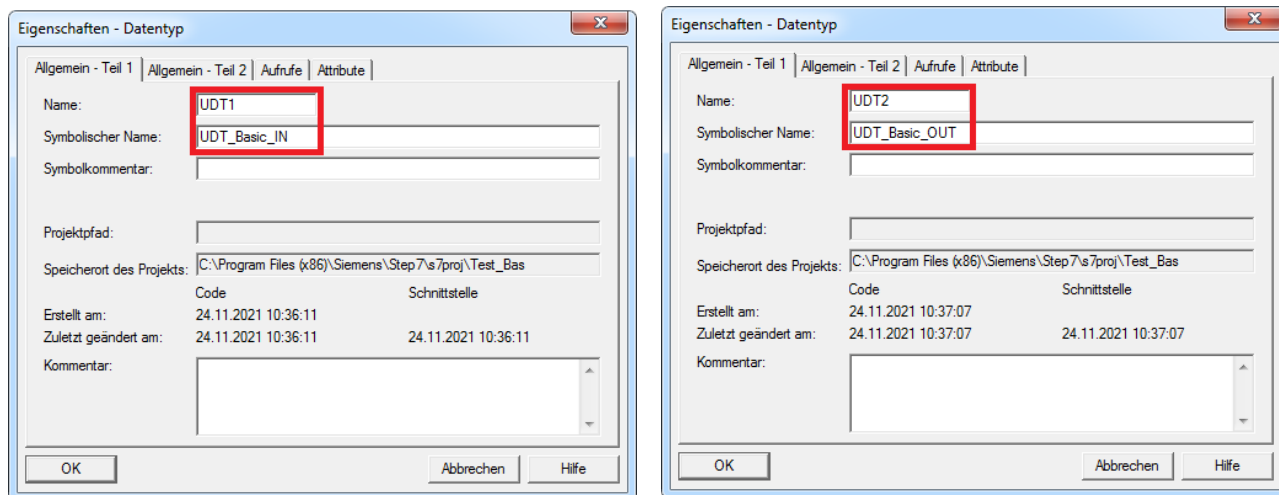 Eigenschaften - Datentyp
Allgemein - Teil 1 Allgemein - Teil 2 Aufrufe Attribute
Name: UDT1
Symbolischer Name: UDT_Basic_IN
Symbolkommentar:
Projektpfad:
Speicherort des Projekts: C:\Program Files (x86)\Siemens\Step7\s7proj\Test_Bas
Code Schnittstelle
Erstellt am: 24.11.2021 10:36:11
Zuletzt geändert am: 24.11.2021 10:36:11 24.11.2021 10:36:11
Kommentar:
OK Abbrechen Hilfe
Eigenschaften - Datentyp
Allgemein - Teil 1 Allgemein - Teil 2 Aufrufe Attribute
Name: UDT2
Symbolischer Name: UDT_Basic_OUT
Symbolkommentar:
Projektpfad:
Speicherort des Projekts: C:\Program Files (x86)\Siemens\Step7\s7proj\Test_Bas
Code Schnittstelle
Erstellt am: 24.11.2021 10:37:07
Zuletzt geändert am: 24.11.2021 10:37:07 24.11.2021 10:37:07
Kommentar:
OK Abbrechen Hilfe